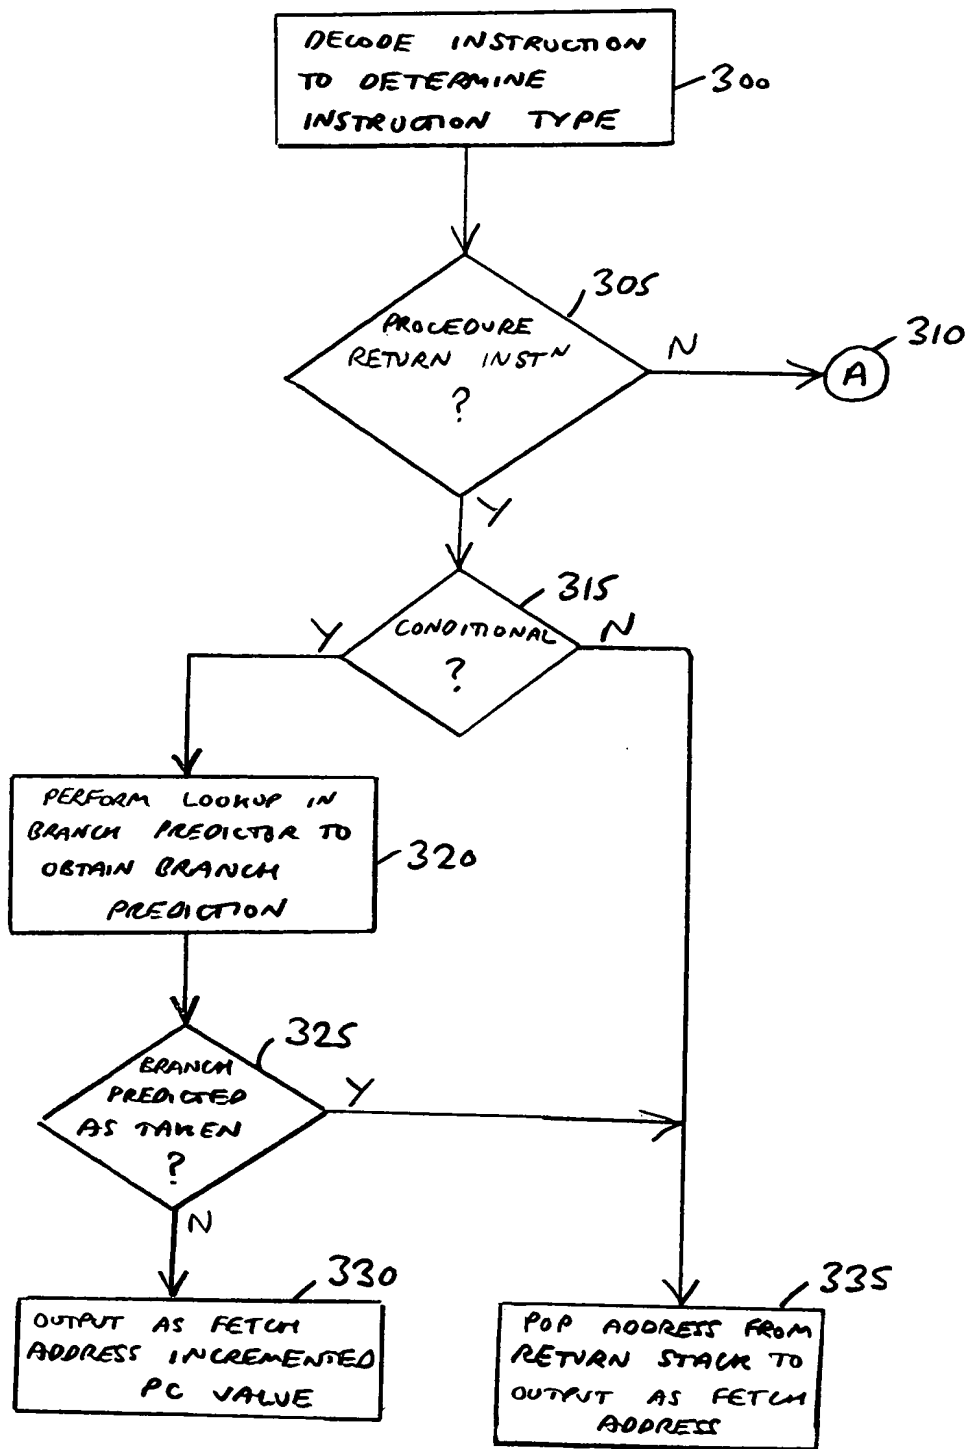 DECODE INSTRUCTION
TO DETERMINE
INSTRUCTION TYPE
300
305
PROCEDURE
RETURN INSTN
?
N
310
A
Y
315
CONDITIONAL
?
Y
N
PERFORM LOOKUP IN
BRANCH PREDICTOR TO
OBTAIN BRANCH
PREDICTION
320
325
BRANCH
PREDICTED
AS TAKEN
?
Y
N
330
OUTPUT AS FETCH
ADDRESS INCREMENTED
PC VALUE
335
POP ADDRESS FROM
RETURN STACK TO
OUTPUT AS FETCH
ADDRESS